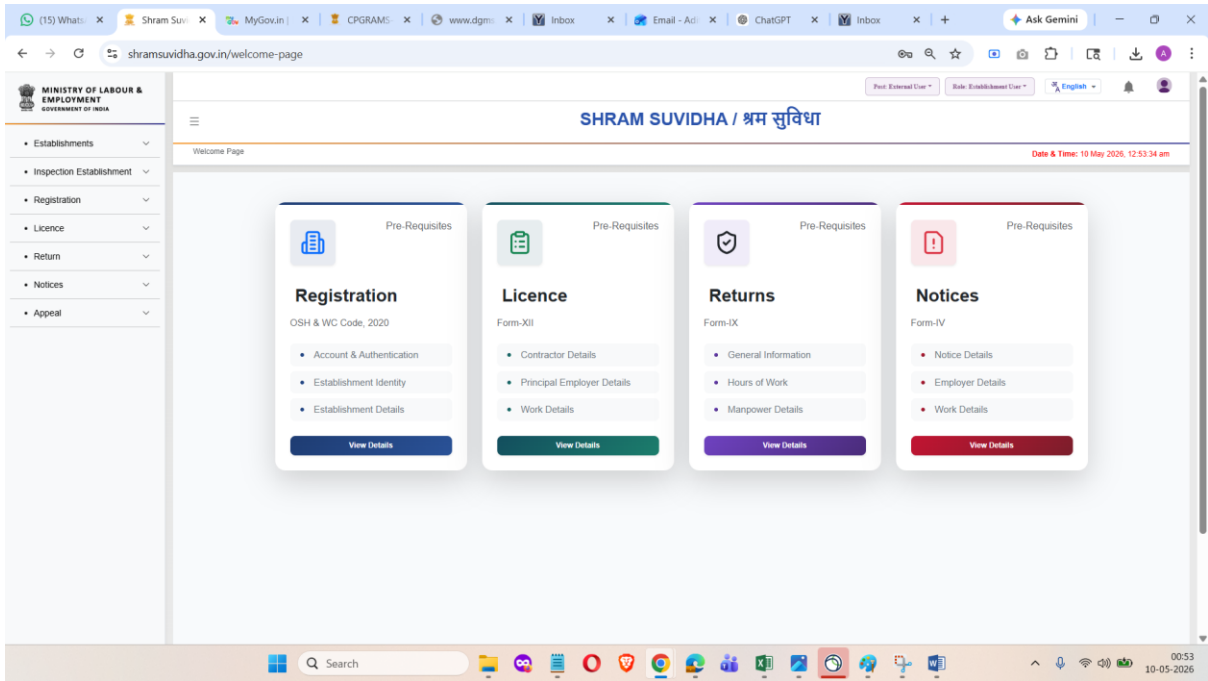 (15) Whats
Shram Suvi
MyGov.in |
CPGRAMS-
www.dgms
Inbox
Email - Adi
ChatGPT
Inbox
Ask Gemini
shramsuvidha.gov.in/welcome-page
A
MINISTRY OF LABOUR &
EMPLOYMENT
GOVERNMENT OF INDIA
Post: External User
Role: Establishment User
English
SHRAM SUVIDHA / श्रम सुविधा
Welcome Page
Date & Time: 10 May 2026, 12:53:34 am
Establishments
Inspection Establishment
Registration
Licence
Return
Notices
Appeal
Pre-Requisites
Registration
OSH & WC Code, 2020
Account & Authentication
Establishment Identity
Establishment Details
View Details
Pre-Requisites
Licence
Form-XII
Contractor Details
Principal Employer Details
Work Details
View Details
Pre-Requisites
Returns
Form-IX
General Information
Hours of Work
Manpower Details
View Details
Pre-Requisites
Notices
Form-IV
Notice Details
Employer Details
Work Details
View Details
Search
00:53
10-05-2026